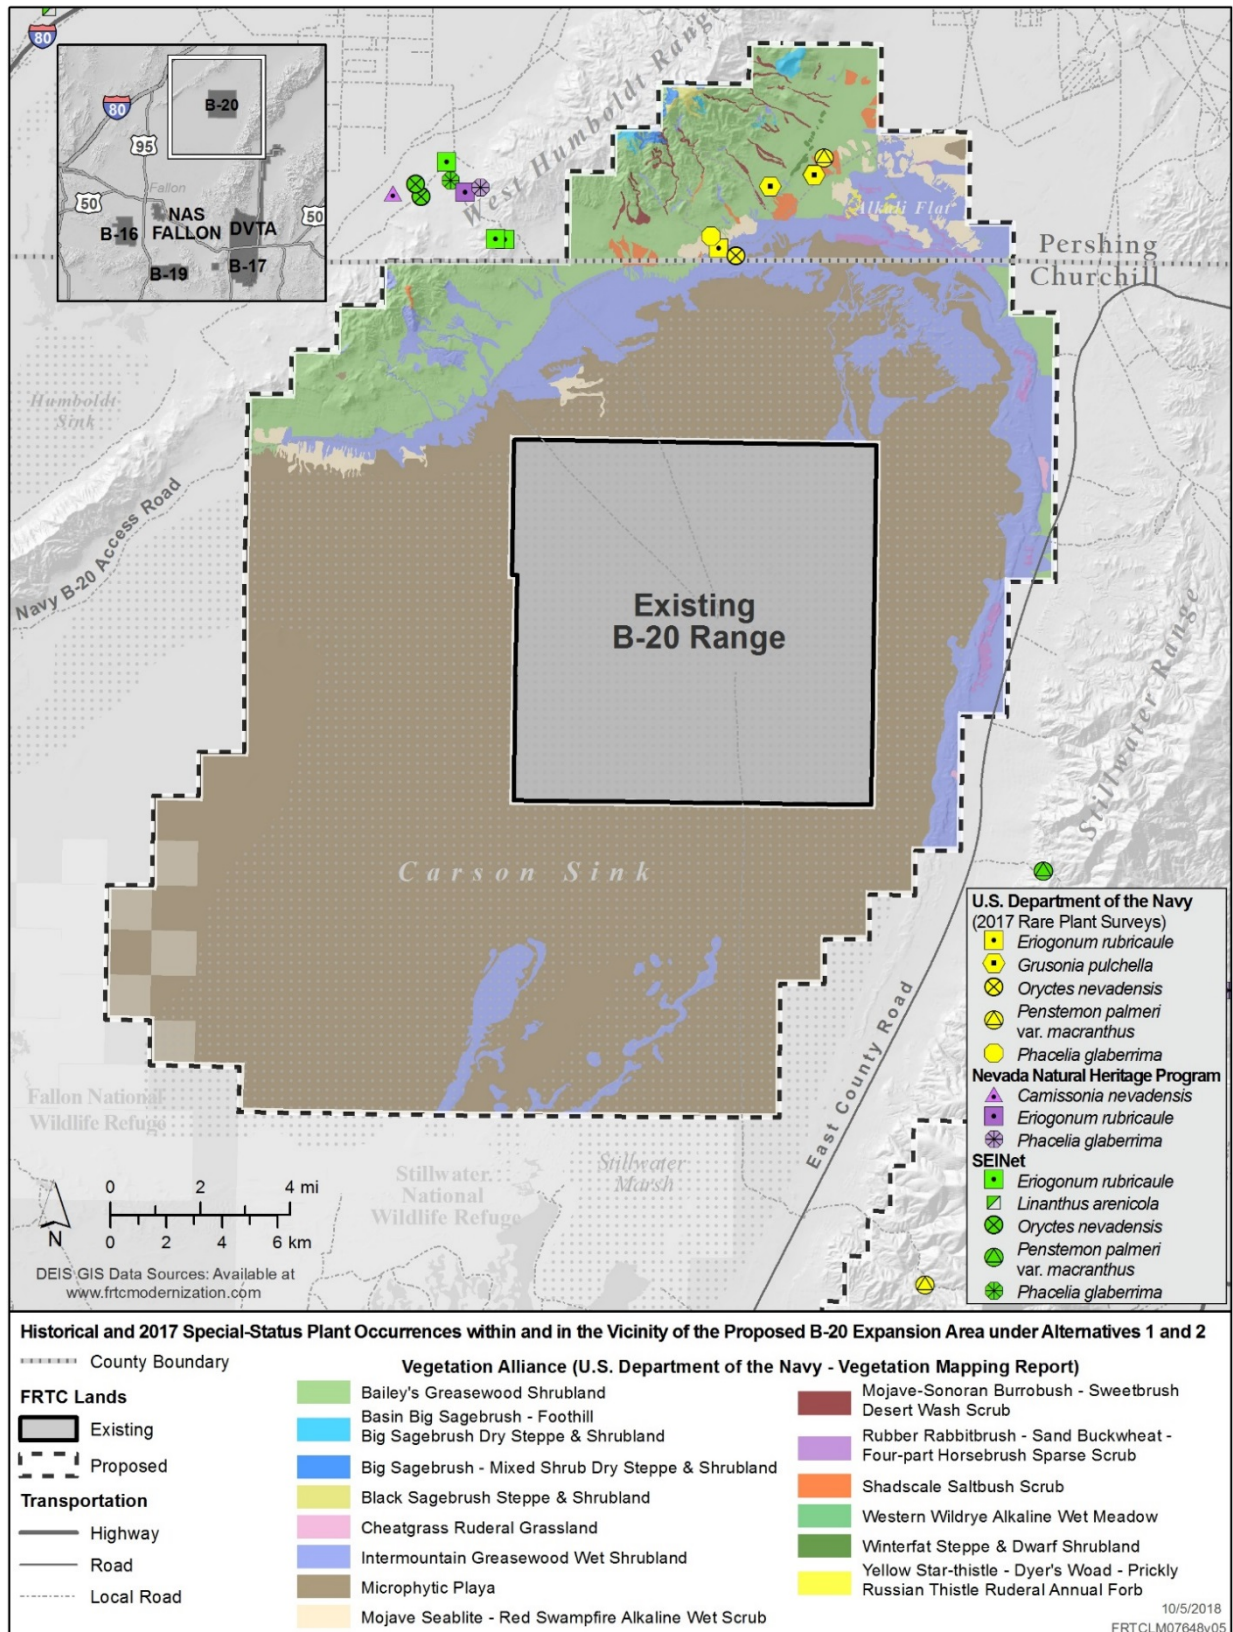 80
80
B-20
95
Fallon
50
NAS
FALLON
DVTA
50
B-16
B-19
B-17
West Humboldt Range
Alkali Flat
Pershing
Churchill
Humboldt
Sink
Navy B-20 Access Road
Existing
B-20 Range
Stillwater Range
Carson Sink
East County Road
Fallon National
Wildlife Refuge
Stillwater
National
Wildlife Refuge
Stillwater
Marsh
0 2 4 mi
0 2 4 6 km
N
DEIS GIS Data Sources: Available at
www.frtcmodernization.com
U.S. Department of the Navy
(2017 Rare Plant Surveys)
Eriogonum rubricaule
Grusonia pulchella
Oryctes nevadensis
Penstemon palmeri
var. macranthus
Phacelia glaberrima
Nevada Natural Heritage Program
Camissonia nevadensis
Eriogonum rubricaule
Phacelia glaberrima
SEINet
Eriogonum rubricaule
Linanthus arenicola
Oryctes nevadensis
Penstemon palmeri
var. macranthus
Phacelia glaberrima
Historical and 2017 Special-Status Plant Occurrences within and in the Vicinity of the Proposed B-20 Expansion Area under Alternatives 1 and 2
County Boundary
FRTC Lands
Existing
Proposed
Transportation
Highway
Road
Local Road
Vegetation Alliance (U.S. Department of the Navy - Vegetation Mapping Report)
Bailey's Greasewood Shrubland
Basin Big Sagebrush - Foothill
Big Sagebrush Dry Steppe & Shrubland
Big Sagebrush - Mixed Shrub Dry Steppe & Shrubland
Black Sagebrush Steppe & Shrubland
Cheatgrass Ruderal Grassland
Intermountain Greasewood Wet Shrubland
Microphytic Playa
Mojave Seablite - Red Swampfire Alkaline Wet Scrub
Mojave-Sonoran Burrobush - Sweetbrush
Desert Wash Scrub
Rubber Rabbitbrush - Sand Buckwheat -
Four-part Horsebrush Sparse Scrub
Shadscale Saltbush Scrub
Western Wildrye Alkaline Wet Meadow
Winterfat Steppe & Dwarf Shrubland
Yellow Star-thistle - Dyer's Woad - Prickly
Russian Thistle Ruderal Annual Forb
10/5/2018
FRTCLM07648v05